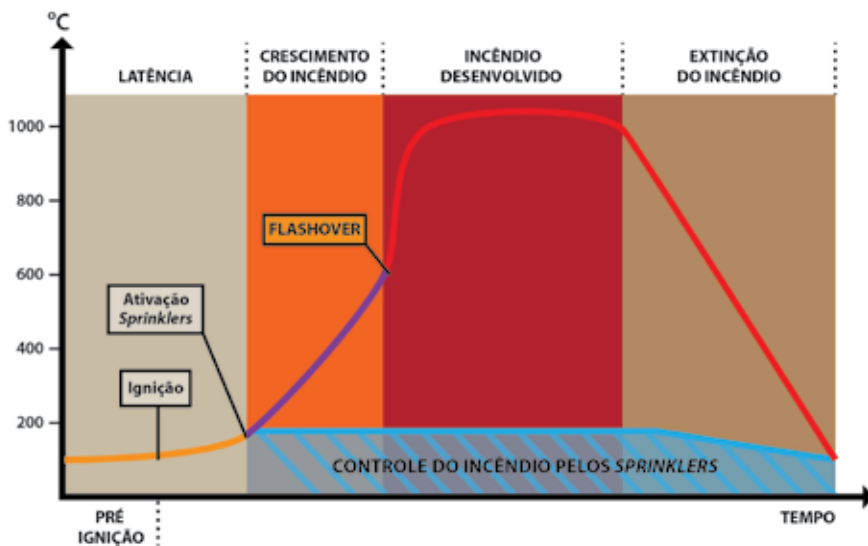 ºC
LATÊNCIA
CRESCIMENTO
DO INCÊNDIO
INCÊNDIO
DESENVOLVIDO
EXTINÇÃO
DO INCÊNDIO
1000
800
FLASHOVER
600
Ativação
Sprinklers
400
Ignição
200
CONTROLE DO INCÊNDIO PELOS SPRINKLERS
PRÉ
IGNIÇÃO
TEMPO